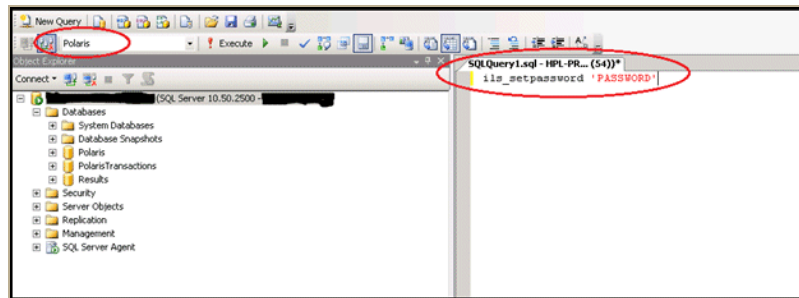 New Query
Polaris
Execute
Object Explorer
Connect
(SQL Server 10.50.2500 -
Databases
System Databases
Database Snapshots
Polaris
PolarisTransactions
Results
Security
Server Objects
Replication
Management
SQL Server Agent
SQLQuery1.sql - HPL-PR... (54))*
ils_setpassword 'PASSWORD'